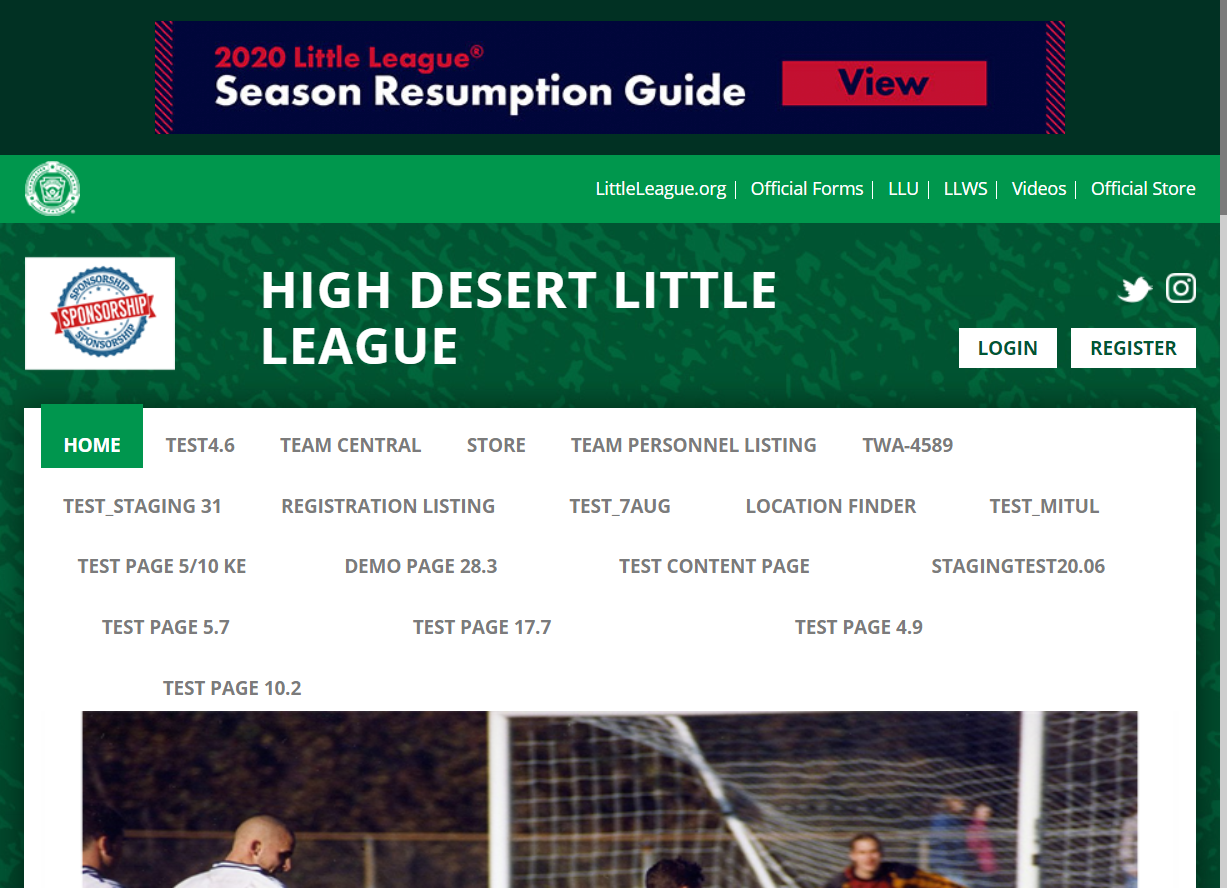 2020 Little League®
Season Resumption Guide
View
LittleLeague.org
Official Forms
LLU
LLWS
Videos
Official Store
SPONSORSHIP
SPONSORSHIP
SPONSORSHIP
HIGH DESERT LITTLE
LEAGUE
LOGIN
REGISTER
HOME
TEST4.6
TEAM CENTRAL
STORE
TEAM PERSONNEL LISTING
TWA-4589
TEST_STAGING 31
REGISTRATION LISTING
TEST_7AUG
LOCATION FINDER
TEST_MITUL
TEST PAGE 5/10 KE
DEMO PAGE 28.3
TEST CONTENT PAGE
STAGINGTEST20.06
TEST PAGE 5.7
TEST PAGE 17.7
TEST PAGE 4.9
TEST PAGE 10.2